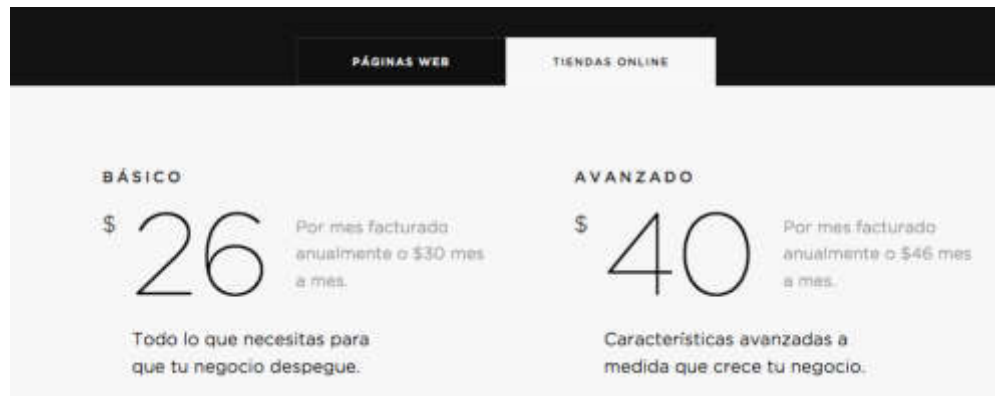 PÁGINAS WEB
TIENDAS ONLINE
BÁSICO
$ 26
Por mes facturado
anualmente o $30 mes
a mes.
Todo lo que necesitas para
que tu negocio despegue.
AVANZADO
$ 40
Por mes facturado
anualmente o $46 mes
a mes.
Características avanzadas a
medida que crece tu negocio.